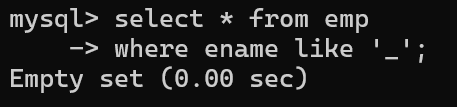 mysql> select * from emp
    -> where ename like '_';
Empty set (0.00 sec)